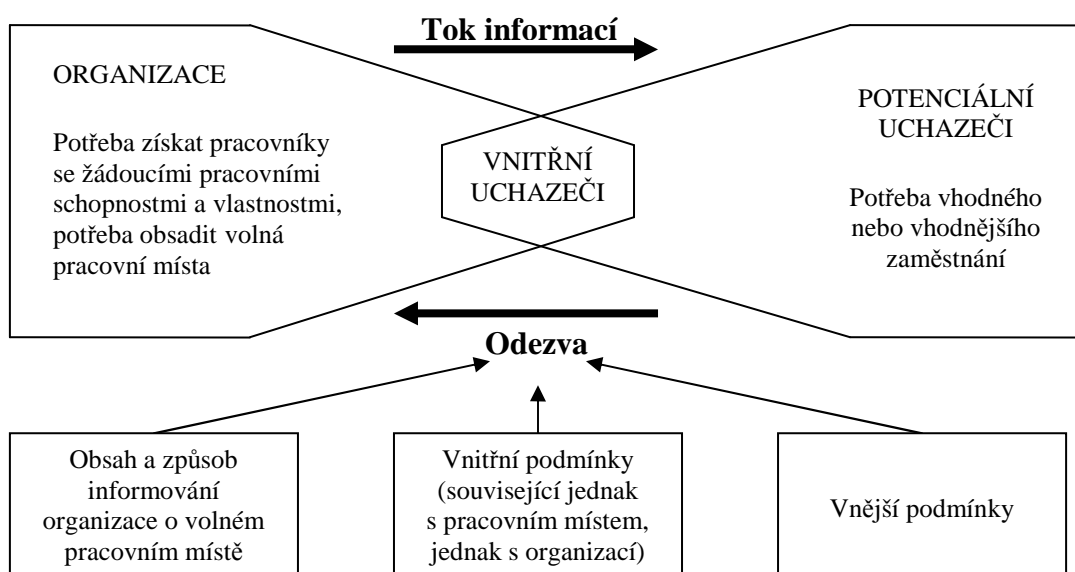 Tok informací
ORGANIZACE
Potřeba získat pracovníky
se žádoucími pracovními
schopnostmi a vlastnostmi,
potřeba obsadit volná
pracovní místa
VNITŘNÍ
UCHAZEČI
POTENCIÁLNÍ
UCHAZEČI
Potřeba vhodného
nebo vhodnějšího
zaměstnání
Odezva
Obsah a způsob
informování
organizace o volném
pracovním místě
Vnitřní podmínky
(související jednak
s pracovním místem,
jednak s organizací)
Vnější podmínky